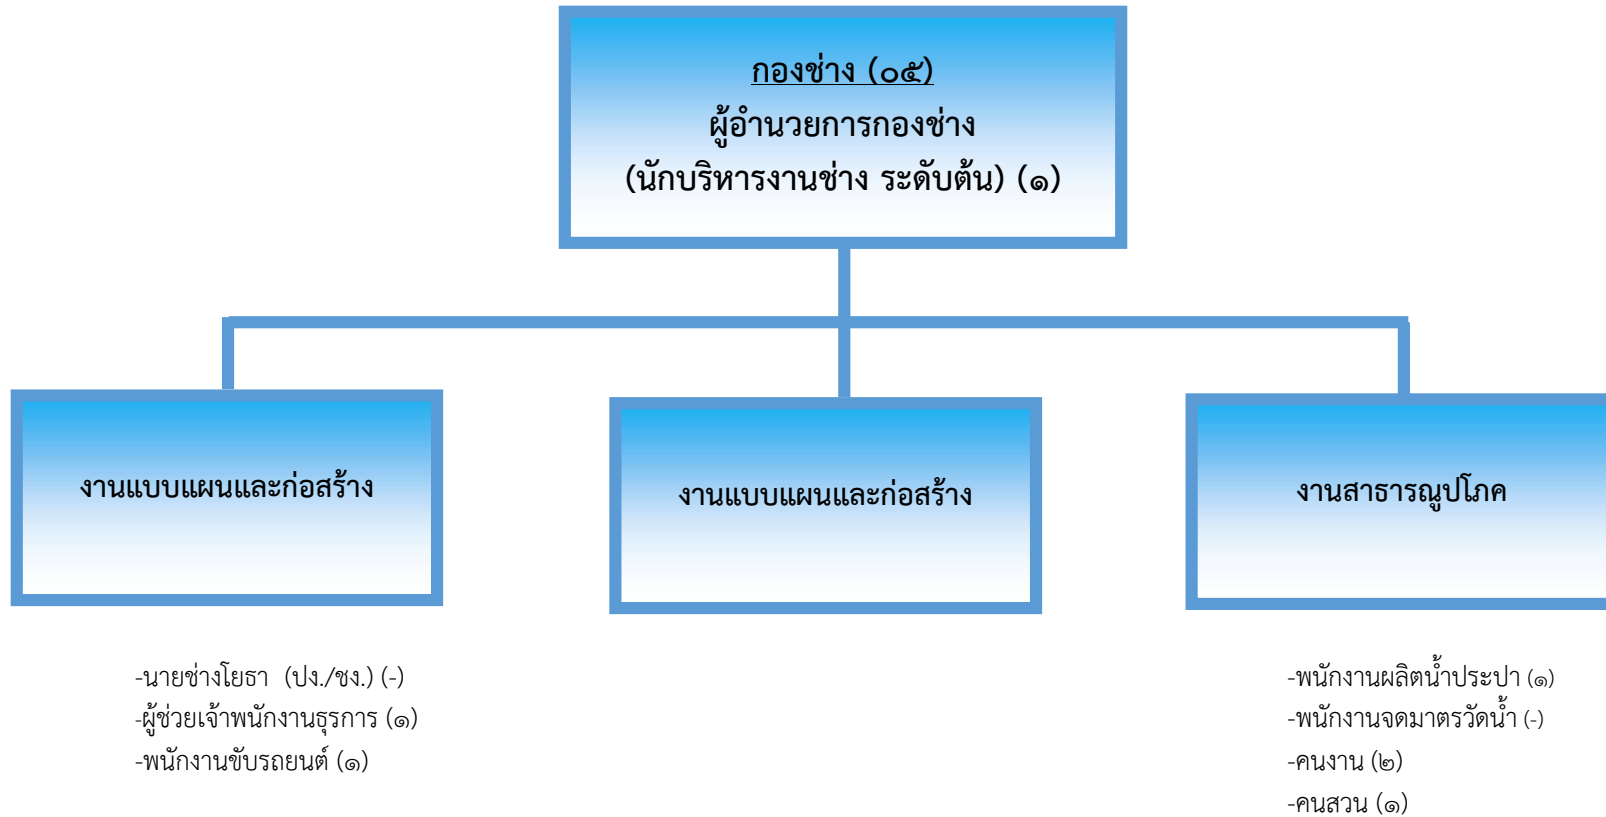 กองช่าง (๐๕)
ผู้อำนวยการกองช่าง
(นักบริหารงานช่าง ระดับต้น) (๑)
งานแบบแผนและก่อสร้าง
งานแบบแผนและก่อสร้าง
งานสาธารณูปโภค
-นายช่างโยธา (ปง./ชง.) (-)
-ผู้ช่วยเจ้าพนักงานธุรการ (๑)
-พนักงานขับรถยนต์ (๑)
-พนักงานผลิตน้ำประปา (๑)
-พนักงานจดมาตรวัดน้ำ (-)
-คนงาน (๒)
-คนสวน (๑)